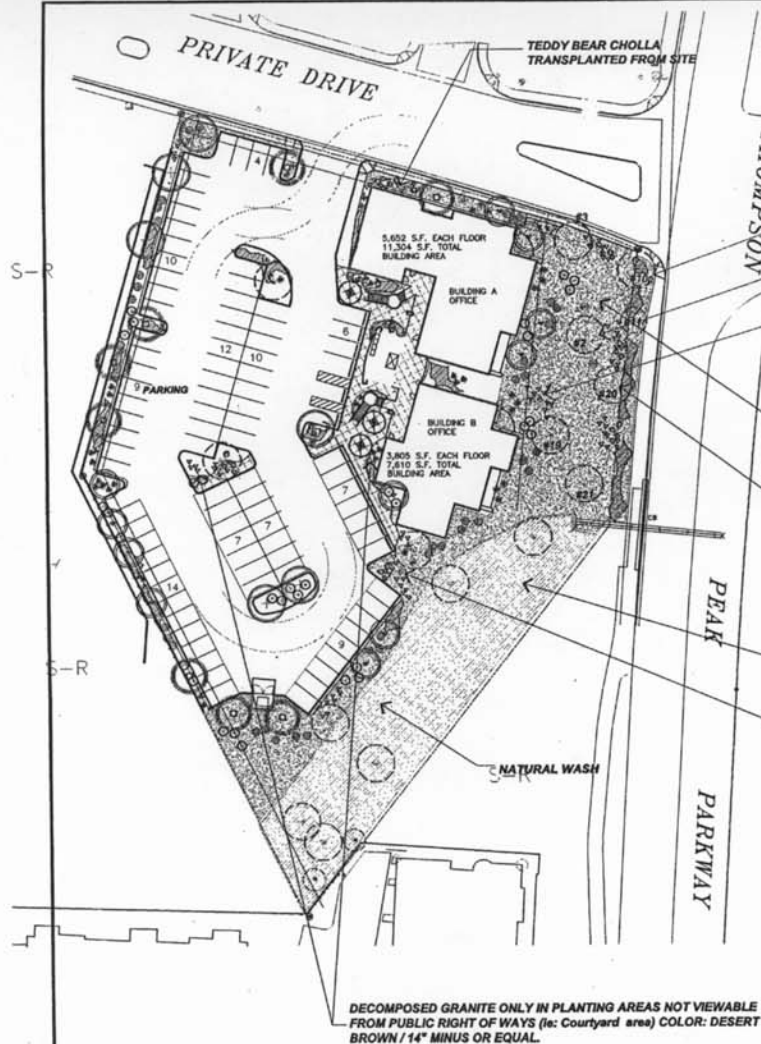 TEDDY BEAR CHOLLA
TRANSPLANTED FROM SITE
PRIVATE DRIVE
THOMPSON
4
5,652 S.F. EACH FLOOR
11,304 S.F. TOTAL
BUILDING AREA
S-R
10
BUILDING A
OFFICE
6
12
10
9
PARKING
#20
BUILDING B
OFFICE
3,805 S.F. EACH FLOOR
7,610 S.F. TOTAL
BUILDING AREA
7
7
7
#21
14
PEAK
9
S-R
NATURAL WASH
S-R
PARKWAY
DECOMPOSED GRANITE ONLY IN PLANTING AREAS NOT VIEWABLE
FROM PUBLIC RIGHT OF WAYS (ie: Courtyard area) COLOR: DESERT
BROWN / 14" MINUS OR EQUAL.